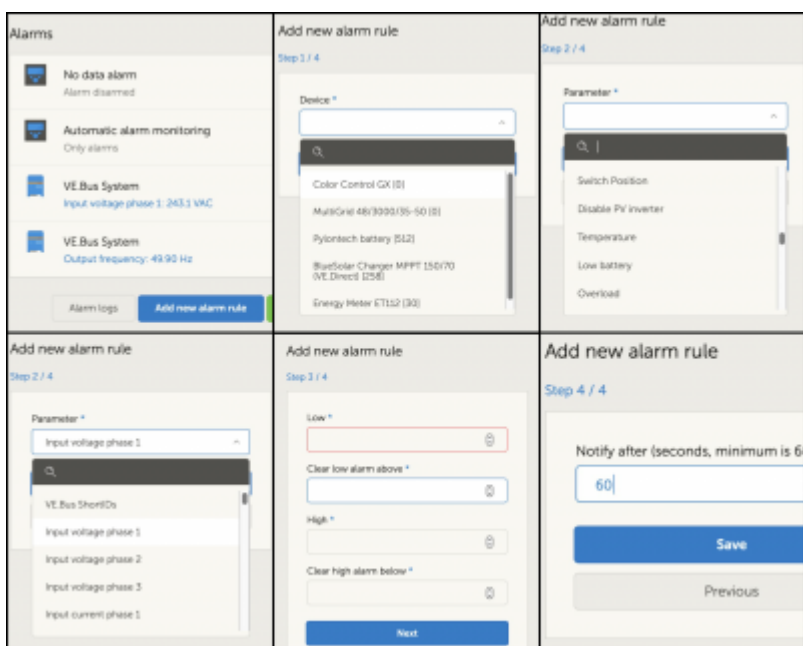 Alarms
No data alarm
Alarm disarmed
Automatic alarm monitoring
Only alarms
VE.Bus System
Input voltage phase 1: 243.1 VAC
VE.Bus System
Output frequency: 49.90 Hz
Alarm logs
Add new alarm rule
Add new alarm rule
Step 1 / 4
Device *
Color Control GX [0]
MultiGrid 48/3000/35-50 [0]
Pylontech battery [512]
BlueSolar Charger MPPT 150/70
(VE.Direct) [258]
Energy Meter ET112 [30]
Add new alarm rule
Step 2 / 4
Parameter *
Switch Position
Disable PV inverter
Temperature
Low battery
Overload
Add new alarm rule
Step 2 / 4
Parameter *
Input voltage phase 1
VE.Bus ShortIDs
Input voltage phase 1
Input voltage phase 2
Input voltage phase 3
Input current phase 1
Add new alarm rule
Step 3 / 4
Low *
Clear low alarm above *
High *
Clear high alarm below *
Next
Add new alarm rule
Step 4 / 4
Notify after (seconds, minimum is 6
60
Save
Previous